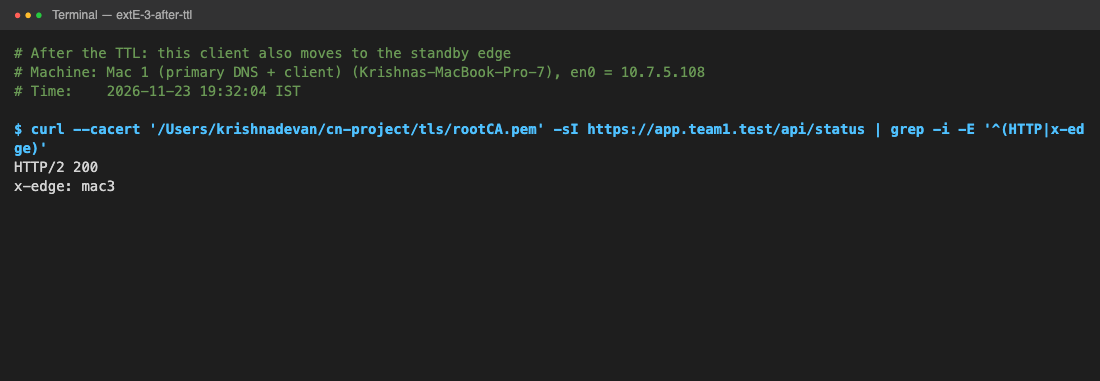 Terminal — extE-3-after-ttl
# After the TTL: this client also moves to the standby edge
# Machine: Mac 1 (primary DNS + client) (Krishnas-MacBook-Pro-7), en0 = 10.7.5.108
# Time:    2026-11-23 19:32:04 IST
$ curl --cacert '/Users/krishnadevan/cn-project/tls/rootCA.pem' -sI https://app.team1.test/api/status | grep -i -E '^(HTTP|x-ed
ge)'
HTTP/2 200
x-edge: mac3